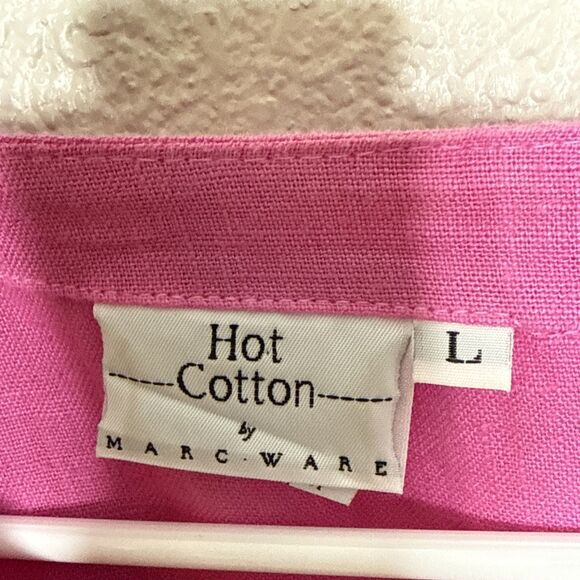 Hot
-----Cotton-----
by
MARC·WARE
L